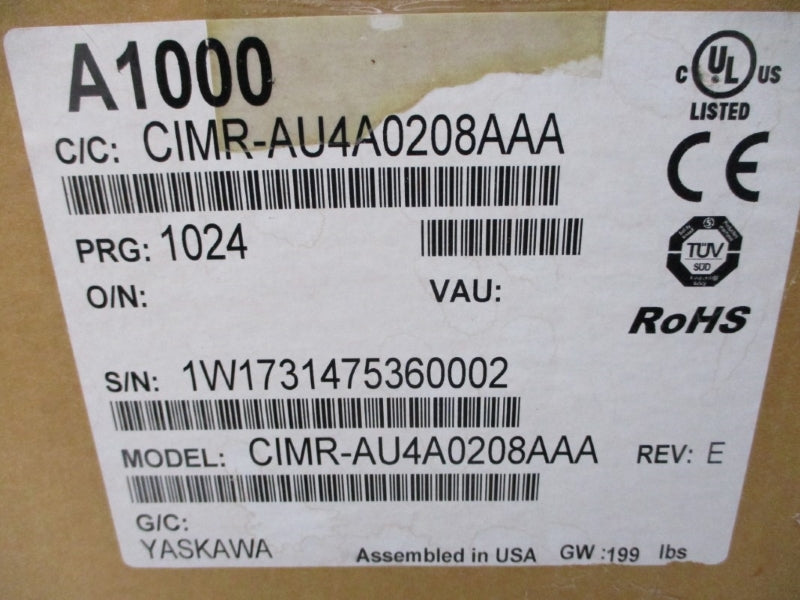 A1000
C/C: CIMR-AU4A0208AAA
C UL US
LISTED
CE
PRG: 1024
TÜV
SÜD
O/N: VAU:
RoHS
S/N: 1W1731475360002
MODEL: CIMR-AU4A0208AAA REV: E
G/C:
YASKAWA Assembled in USA GW :199 lbs